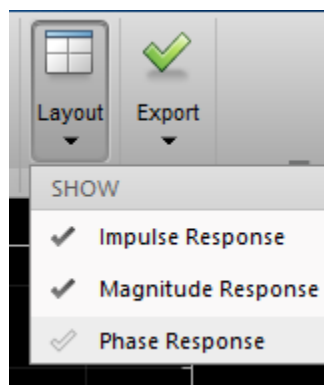 Layout
Export
SHOW
Impulse Response
Magnitude Response
Phase Response